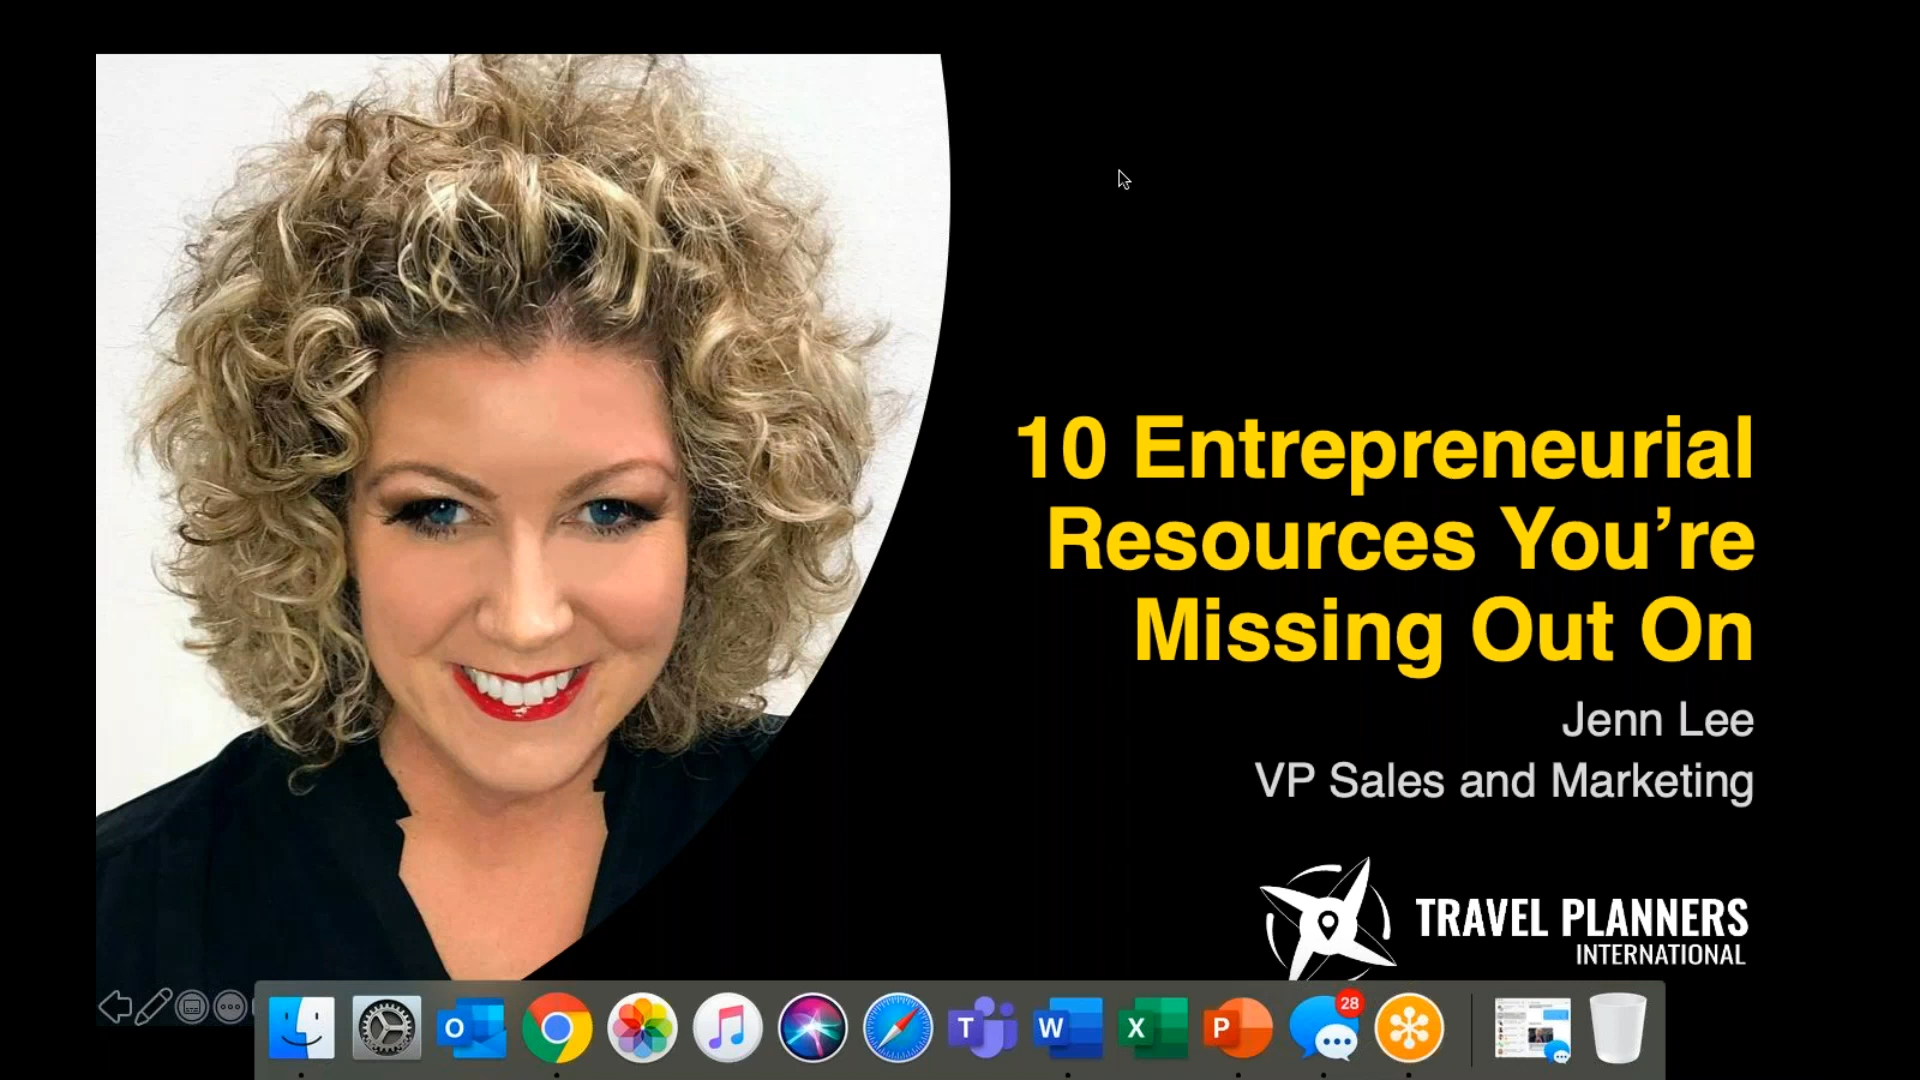 10 Entrepreneurial
Resources You’re
Missing Out On
Jenn Lee
VP Sales and Marketing
TRAVEL PLANNERS
INTERNATIONAL
O
T
W
X
P
28